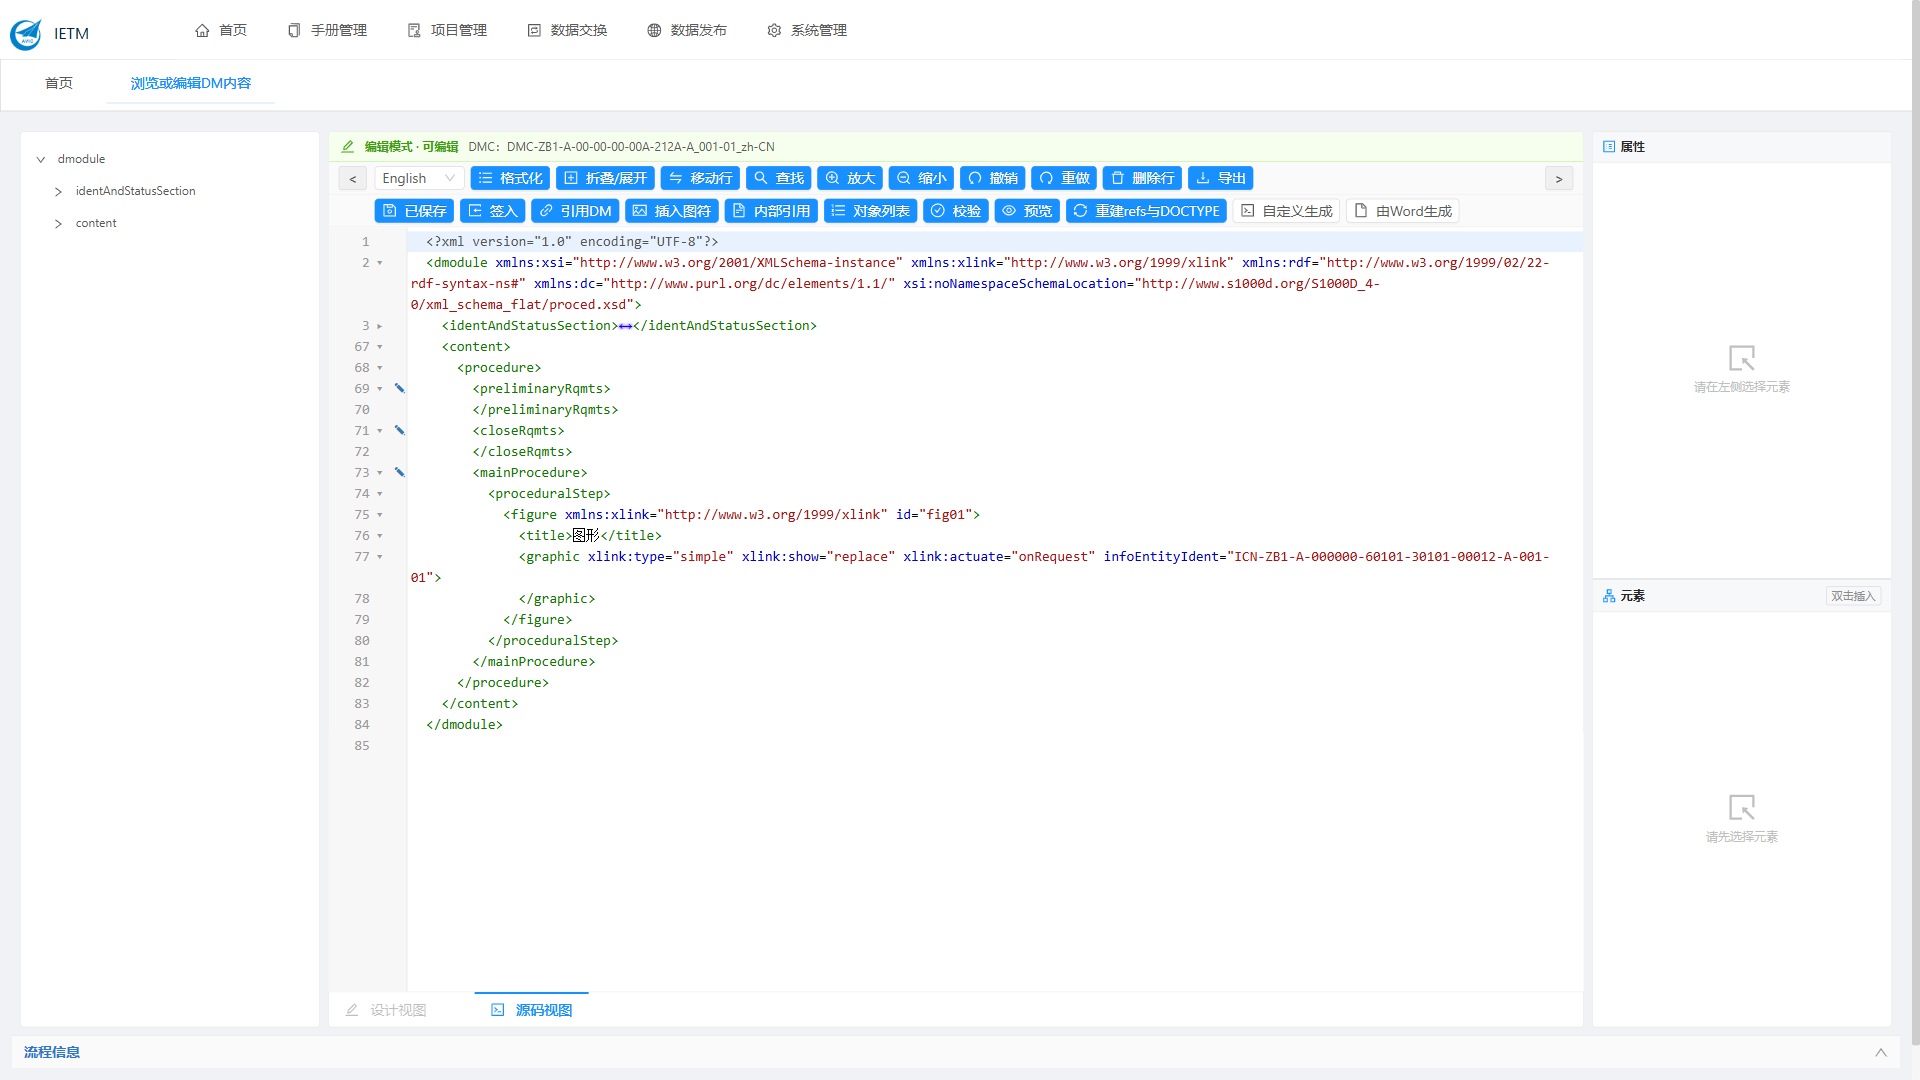 IETM
首页 手册管理 项目管理 数据交换 数据发布 系统管理
首页 浏览或编辑DM内容
dmodule
identAndStatusSection
content
编辑模式 · 可编辑 DMC：DMC-ZB1-A-00-00-00-00A-212A-A_001-01_zh-CN
< English 格式化 折叠/展开 移动行 查找 放大 缩小 撤销 重做 删除行 导出 >
已保存 签入 引用DM 插入图符 内部引用 对象列表 校验 预览 重建refs与DOCTYPE 自定义生成 由Word生成
1 <?xml version="1.0" encoding="UTF-8"?>
2 <dmodule xmlns:xsi="http://www.w3.org/2001/XMLSchema-instance" xmlns:xlink="http://www.w3.org/1999/xlink" xmlns:rdf="http://www.w3.org/1999/02/22-
rdf-syntax-ns#" xmlns:dc="http://www.purl.org/dc/elements/1.1/" xsi:noNamespaceSchemaLocation="http://www.s1000d.org/S1000D_4-
0/xml_schema_flat/proced.xsd">
3 <identAndStatusSection>↔</identAndStatusSection>
67 <content>
68 <procedure>
69 <preliminaryRqmts>
70 </preliminaryRqmts>
71 <closeRqmts>
72 </closeRqmts>
73 <mainProcedure>
74 <proceduralStep>
75 <figure xmlns:xlink="http://www.w3.org/1999/xlink" id="fig01">
76 <title>图形</title>
77 <graphic xlink:type="simple" xlink:show="replace" xlink:actuate="onRequest" infoEntityIdent="ICN-ZB1-A-000000-60101-30101-00012-A-001-
01">
78 </graphic>
79 </figure>
80 </proceduralStep>
81 </mainProcedure>
82 </procedure>
83 </content>
84 </dmodule>
85
设计视图 源码视图
属性
请在左侧选择元素
元素 双击插入
请先选择元素
流程信息